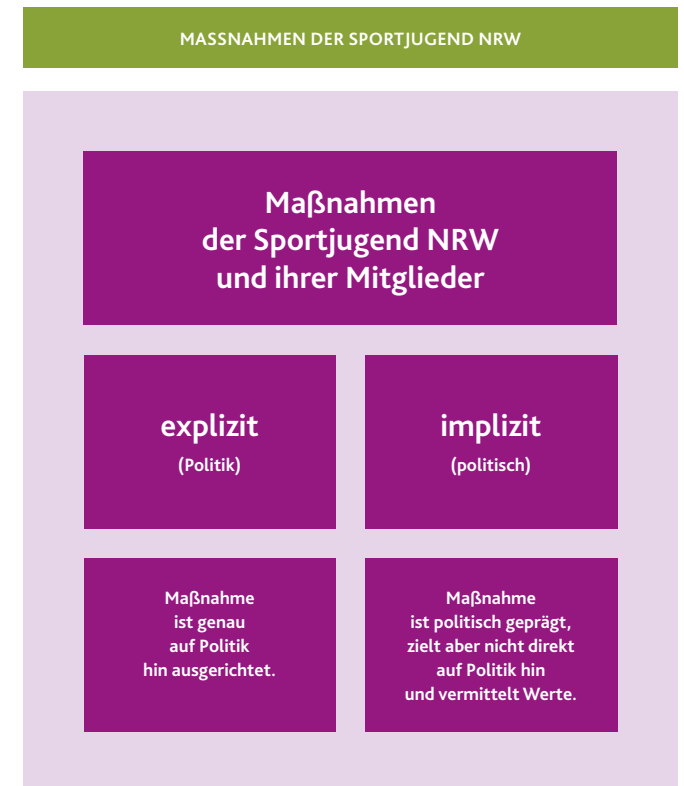 MASSNAHMEN DER SPORTJUGEND NRW
Maßnahmen
der Sportjugend NRW
und ihrer Mitglieder
explizit
(Politik)
implizit
(politisch)
Maßnahme
ist genau
auf Politik
hin ausgerichtet.
Maßnahme
ist politisch geprägt,
zielt aber nicht direkt
auf Politik hin
und vermittelt Werte.